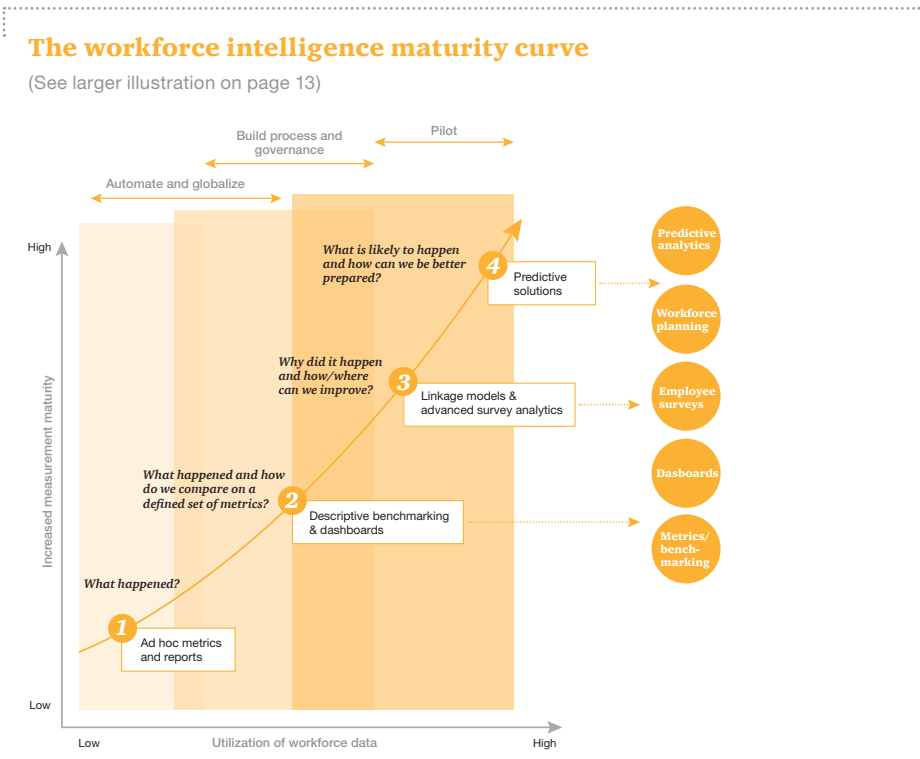 The workforce intelligence maturity curve
(See larger illustration on page 13)
Pilot
Build process and
governance
Automate and globalize
High
What is likely to happen
and how can we be better
prepared?
4
Predictive
solutions
Why did it happen
and how/where
can we improve?
3
Linkage models &
advanced survey analytics
What happened and how
do we compare on a
defined set of metrics?
2
Descriptive benchmarking
& dashboards
What happened?
1
Ad hoc metrics
and reports
Increased measurement maturity
Low
Low
Utilization of workforce data
High
Predictive
analytics
Workforce
planning
Employee
surveys
Dasboards
Metrics/
bench-
marking